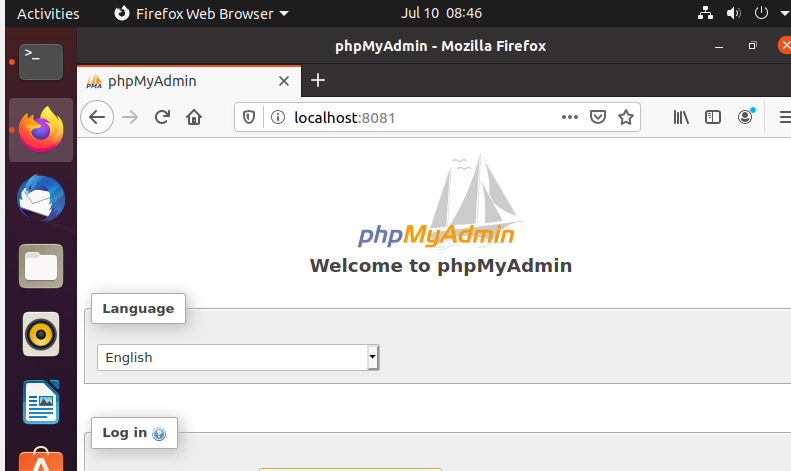 Activities Firefox Web Browser Jul 10 08:46
phpMyAdmin - Mozilla Firefox
PMA phpMyAdmin
localhost:8081
phpMyAdmin
Welcome to phpMyAdmin
Language
English
Log in